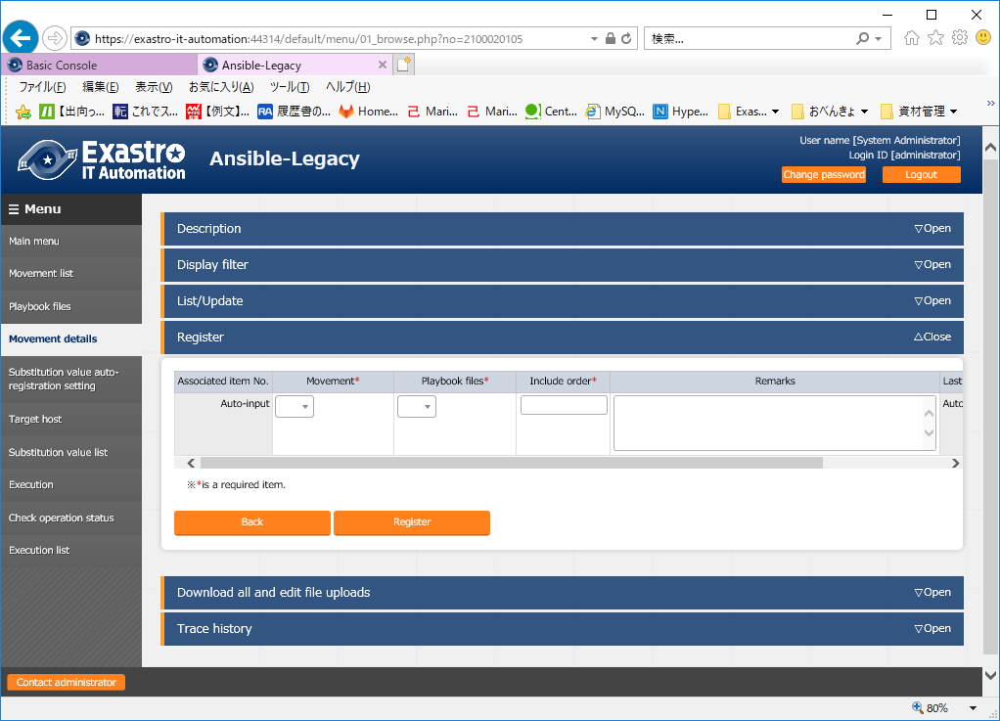 https://exastro-it-automation:44314/default/menu/01_browse.php?no=2100020105
検索...
Basic Console
Ansible-Legacy
ファイル(F) 編集(E) 表示(V) お気に入り(A) ツール(T) ヘルプ(H)
【出向っ... これでス... 【例文】... 履歴書の... Home... Mari... Mari... Cent... MySQ... Hype... Exas... おべんきょ 資材管理
Exastro
IT Automation
Ansible-Legacy
User name [System Administrator]
Login ID [administrator]
Change password
Logout
☰ Menu
Main menu
Movement list
Playbook files
Movement details
Substitution value auto-
registration setting
Target host
Substitution value list
Execution
Check operation status
Execution list
Description ▽Open
Display filter ▽Open
List/Update ▽Open
Register △Close
Associated item No. Movement* Playbook files* Include order* Remarks Last
Auto-input Auto
※*is a required item.
Back
Register
Download all and edit file uploads ▽Open
Trace history ▽Open
Contact administrator
80%